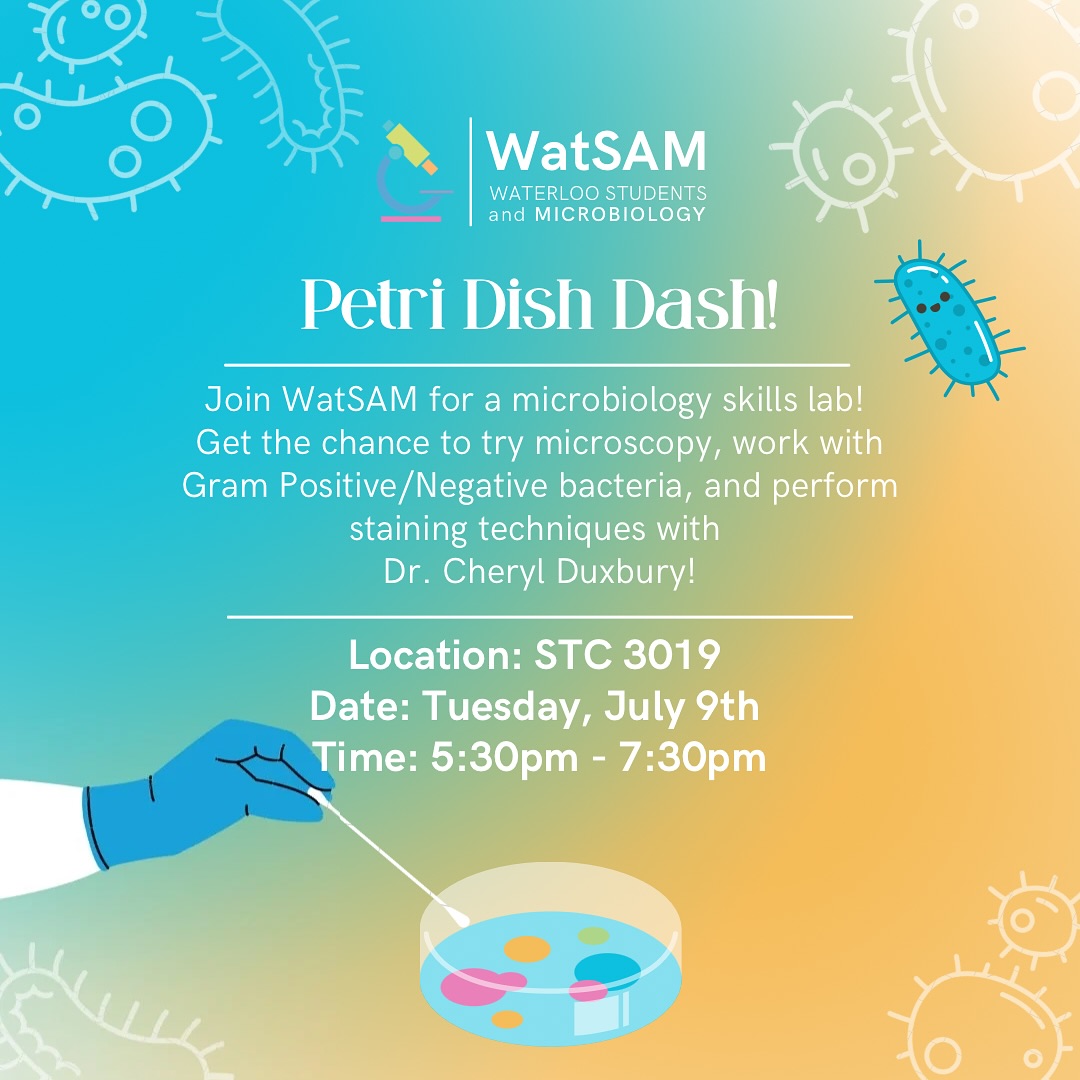 WatSAM
WATERLOO STUDENTS
and MICROBIOLOGY
Petri Dish Dash!
Join WatSAM for a microbiology skills lab!
Get the chance to try microscopy, work with
Gram Positive/Negative bacteria, and perform
staining techniques with
Dr. Cheryl Duxbury!
Location: STC 3019
Date: Tuesday, July 9th
Time: 5:30pm - 7:30pm